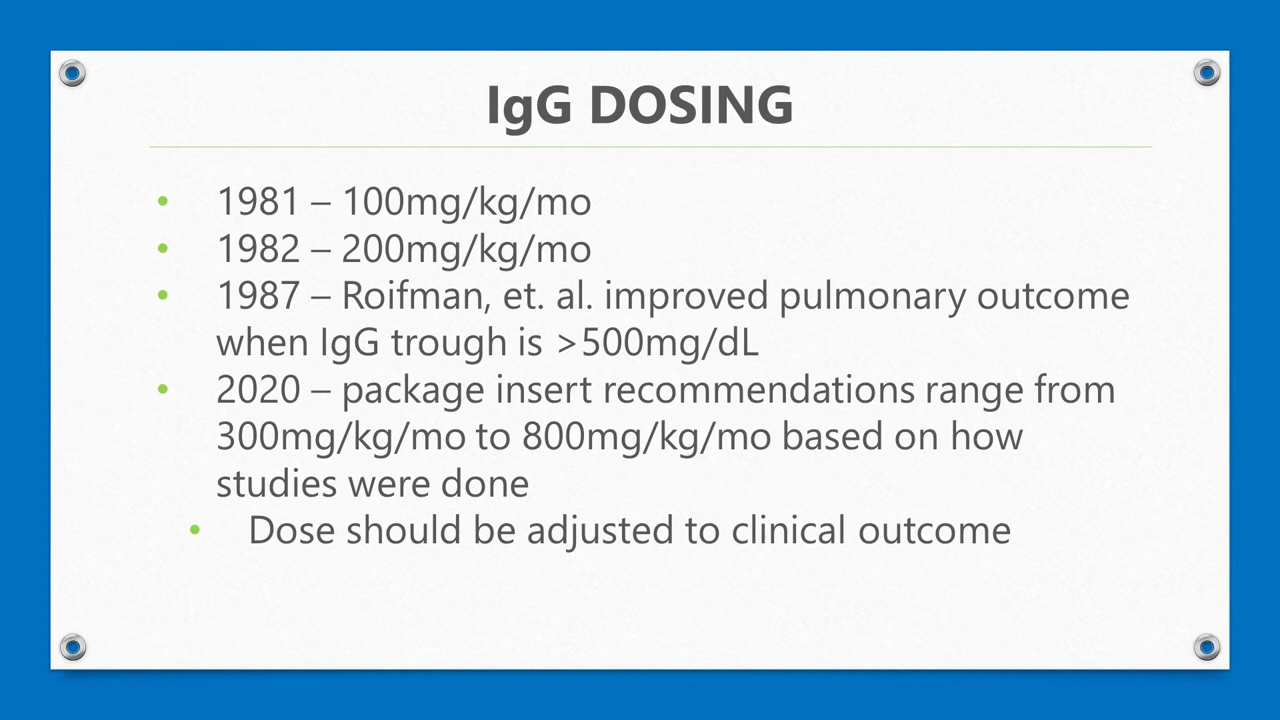 IgG DOSING
• 1981 – 100mg/kg/mo
• 1982 – 200mg/kg/mo
• 1987 – Roifman, et. al. improved pulmonary outcome
when IgG trough is >500mg/dL
• 2020 – package insert recommendations range from
300mg/kg/mo to 800mg/kg/mo based on how
studies were done
• Dose should be adjusted to clinical outcome